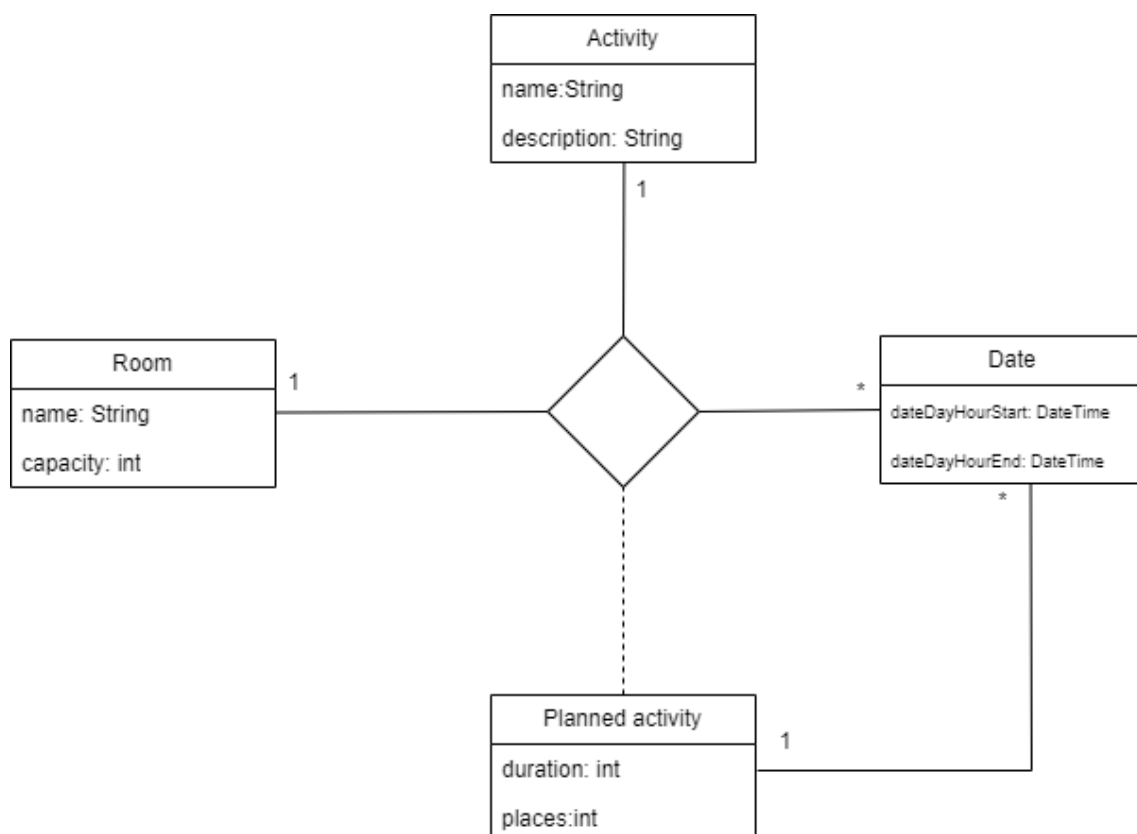 Activity
name:String
description: String
1
Room
name: String
capacity: int
1
*
Date
dateDayHourStart: DateTime
dateDayHourEnd: DateTime
*
Planned activity
duration: int
places:int
1